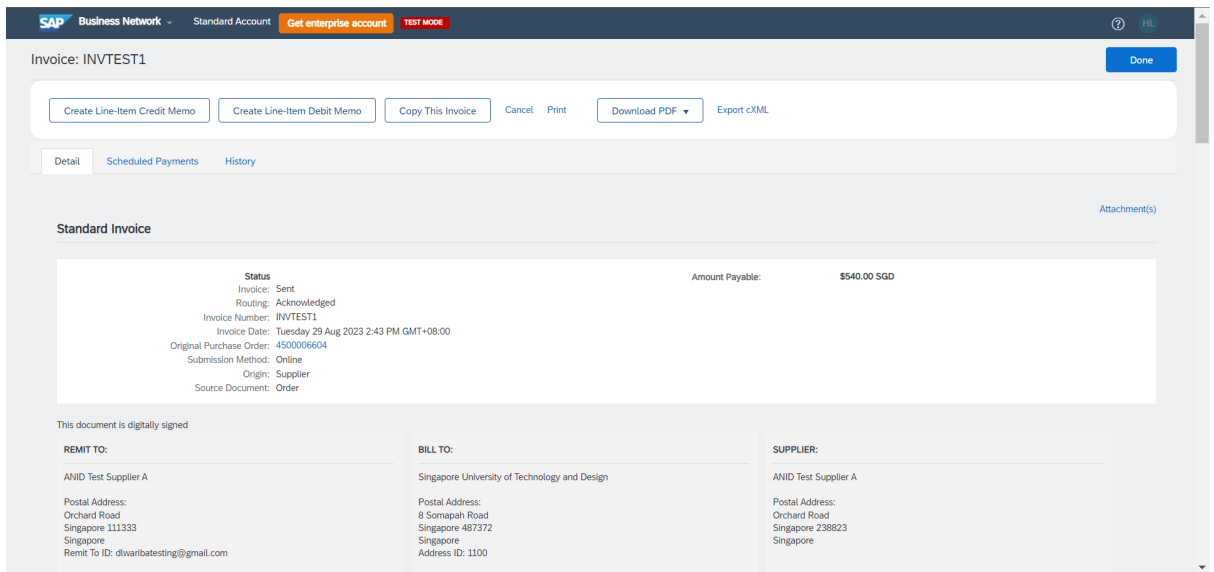 SAP Business Network Standard Account Get enterprise account TEST MODE HL
Invoice: INVTEST1 Done
Create Line-Item Credit Memo Create Line-Item Debit Memo Copy This Invoice Cancel Print Download PDF Export cXML
Detail Scheduled Payments History
Attachment(s)
Standard Invoice
Status Amount Payable: $540.00 SGD
Invoice: Sent
Routing: Acknowledged
Invoice Number: INVTEST1
Invoice Date: Tuesday 29 Aug 2023 2:43 PM GMT+08:00
Original Purchase Order: 4500006604
Submission Method: Online
Origin: Supplier
Source Document: Order
This document is digitally signed
REMIT TO:
ANID Test Supplier A
Postal Address:
Orchard Road
Singapore 111333
Singapore
Remit To ID: dlwaribatesting@gmail.com
BILL TO:
Singapore University of Technology and Design
Postal Address:
8 Somapah Road
Singapore 487372
Singapore
Address ID: 1100
SUPPLIER:
ANID Test Supplier A
Postal Address:
Orchard Road
Singapore 238823
Singapore